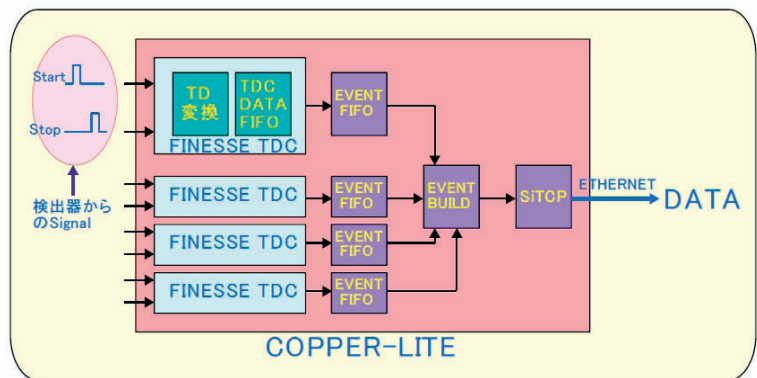 Start
Stop
検出器から
のSignal
TD
変換
TDC
DATA
FIFO
FINESSE TDC
EVENT
FIFO
FINESSE TDC
EVENT
FIFO
FINESSE TDC
EVENT
FIFO
FINESSE TDC
EVENT
FIFO
EVENT
BUILD
SiTCP
ETHERNET
DATA
COPPER-LITE